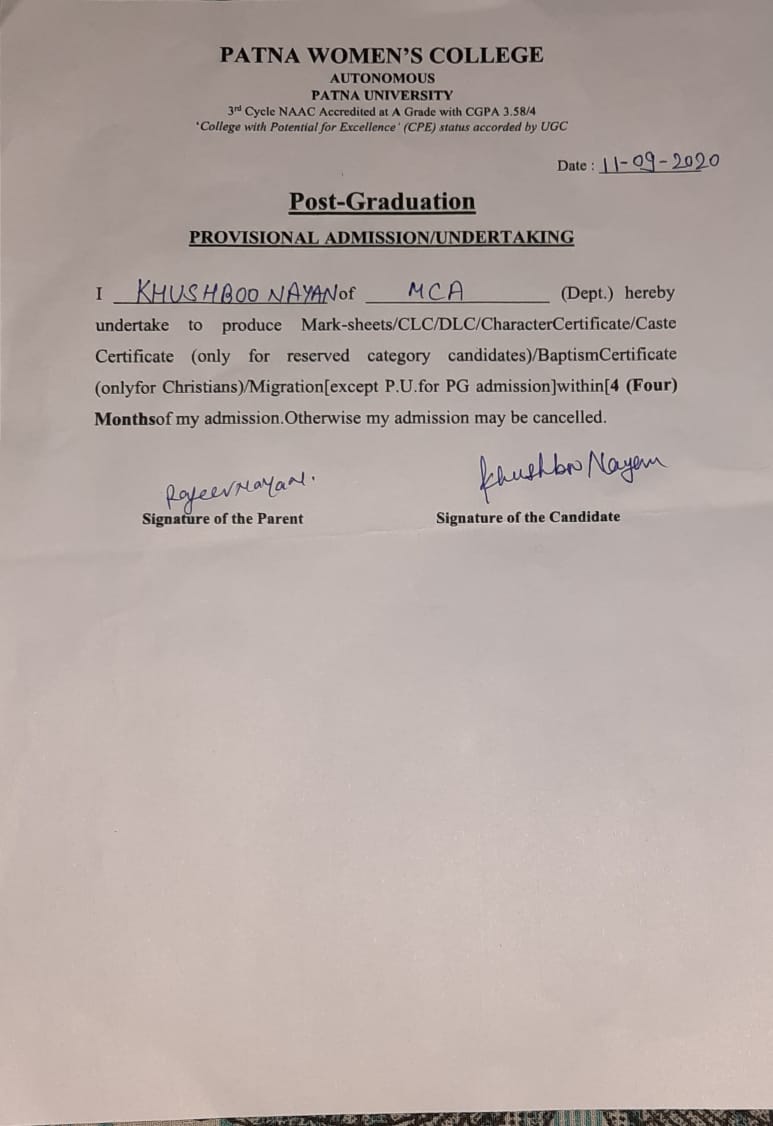 PATNA WOMEN'S COLLEGE
AUTONOMOUS
PATNA UNIVERSITY
3rd Cycle NAAC Accredited at A Grade with CGPA 3.58/4
'College with Potential for Excellence' (CPE) status accorded by UGC
Date : 11-09-2020
Post-Graduation
PROVISIONAL ADMISSION/UNDERTAKING
I KHUSHBOO NAYAN of MCA (Dept.) hereby
undertake to produce Mark-sheets/CLC/DLC/CharacterCertificate/Caste
Certificate (only for reserved category candidates)/BaptismCertificate
(onlyfor Christians)/Migration[except P.U.for PG admission]within[4 (Four)
Monthsof my admission.Otherwise my admission may be cancelled.
Rajeev Nayan. Khushboo Nayan
Signature of the Parent Signature of the Candidate